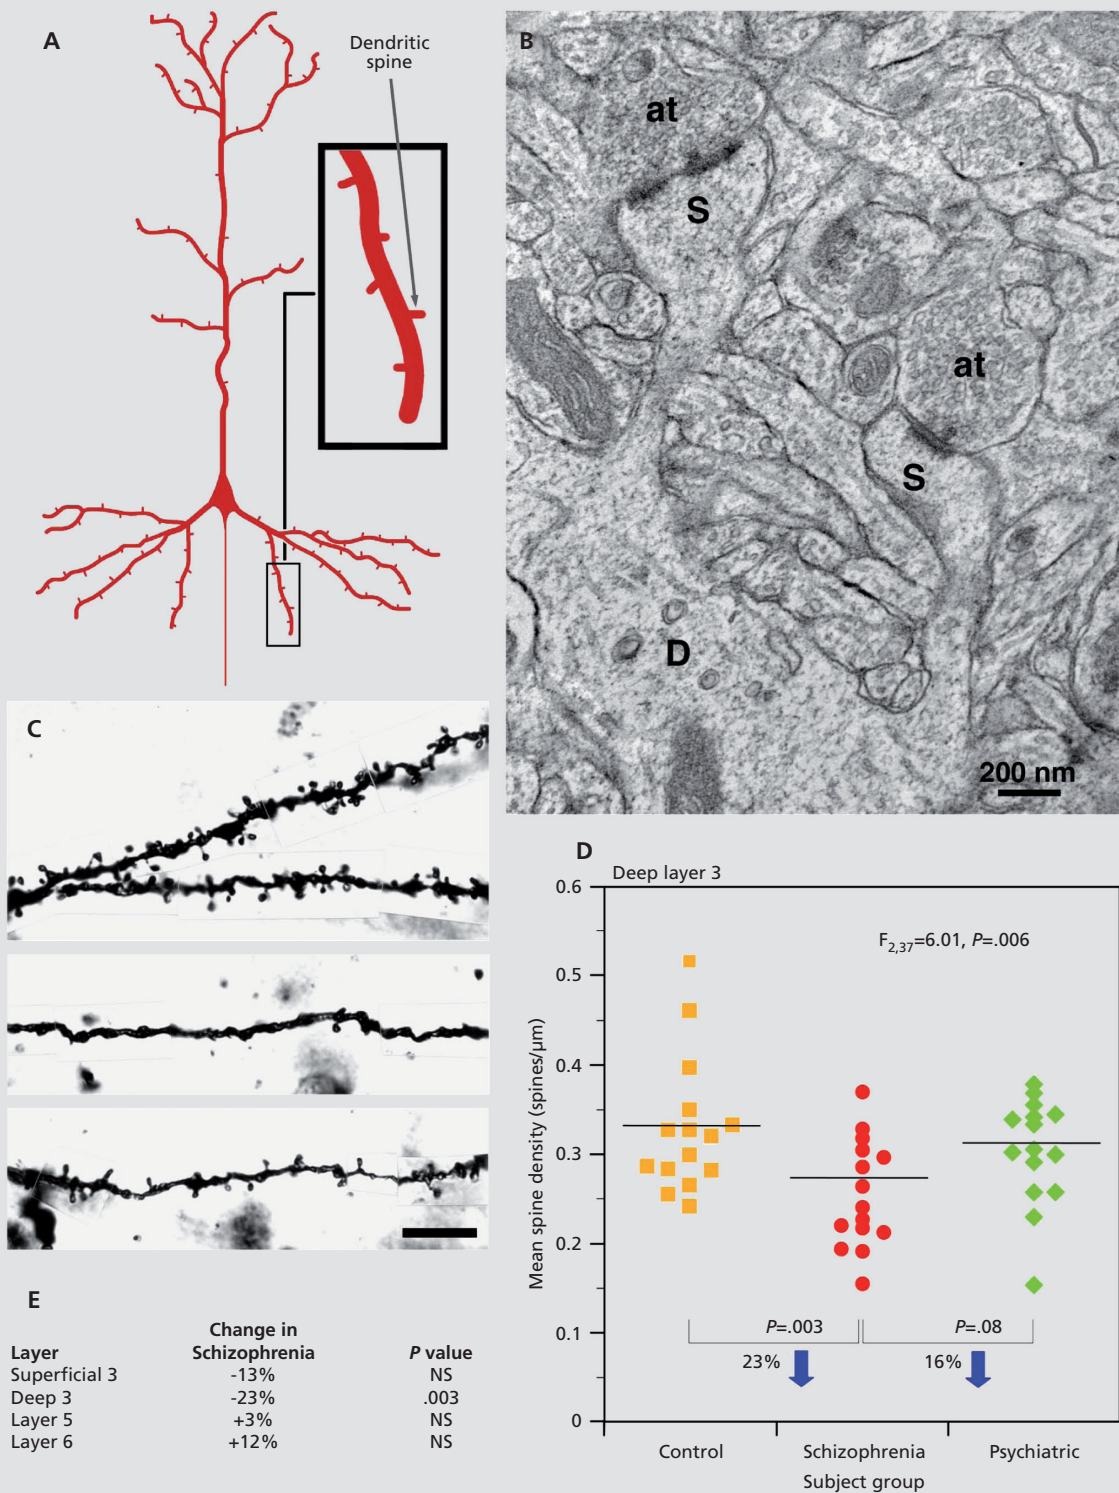 A
Dendritic
spine
B
at
S
at
S
D
200 nm
C
D
Deep layer 3
0.6
F2,37=6.01, P=.006
0.5
0.4
Mean spine density (spines/µm)
0.3
0.2
0.1
P=.003
P=.08
23%
16%
0
Control
Schizophrenia
Psychiatric
Subject group
E
Change in
Layer Schizophrenia P value
Superficial 3 -13% NS
Deep 3 -23% .003
Layer 5 +3% NS
Layer 6 +12% NS